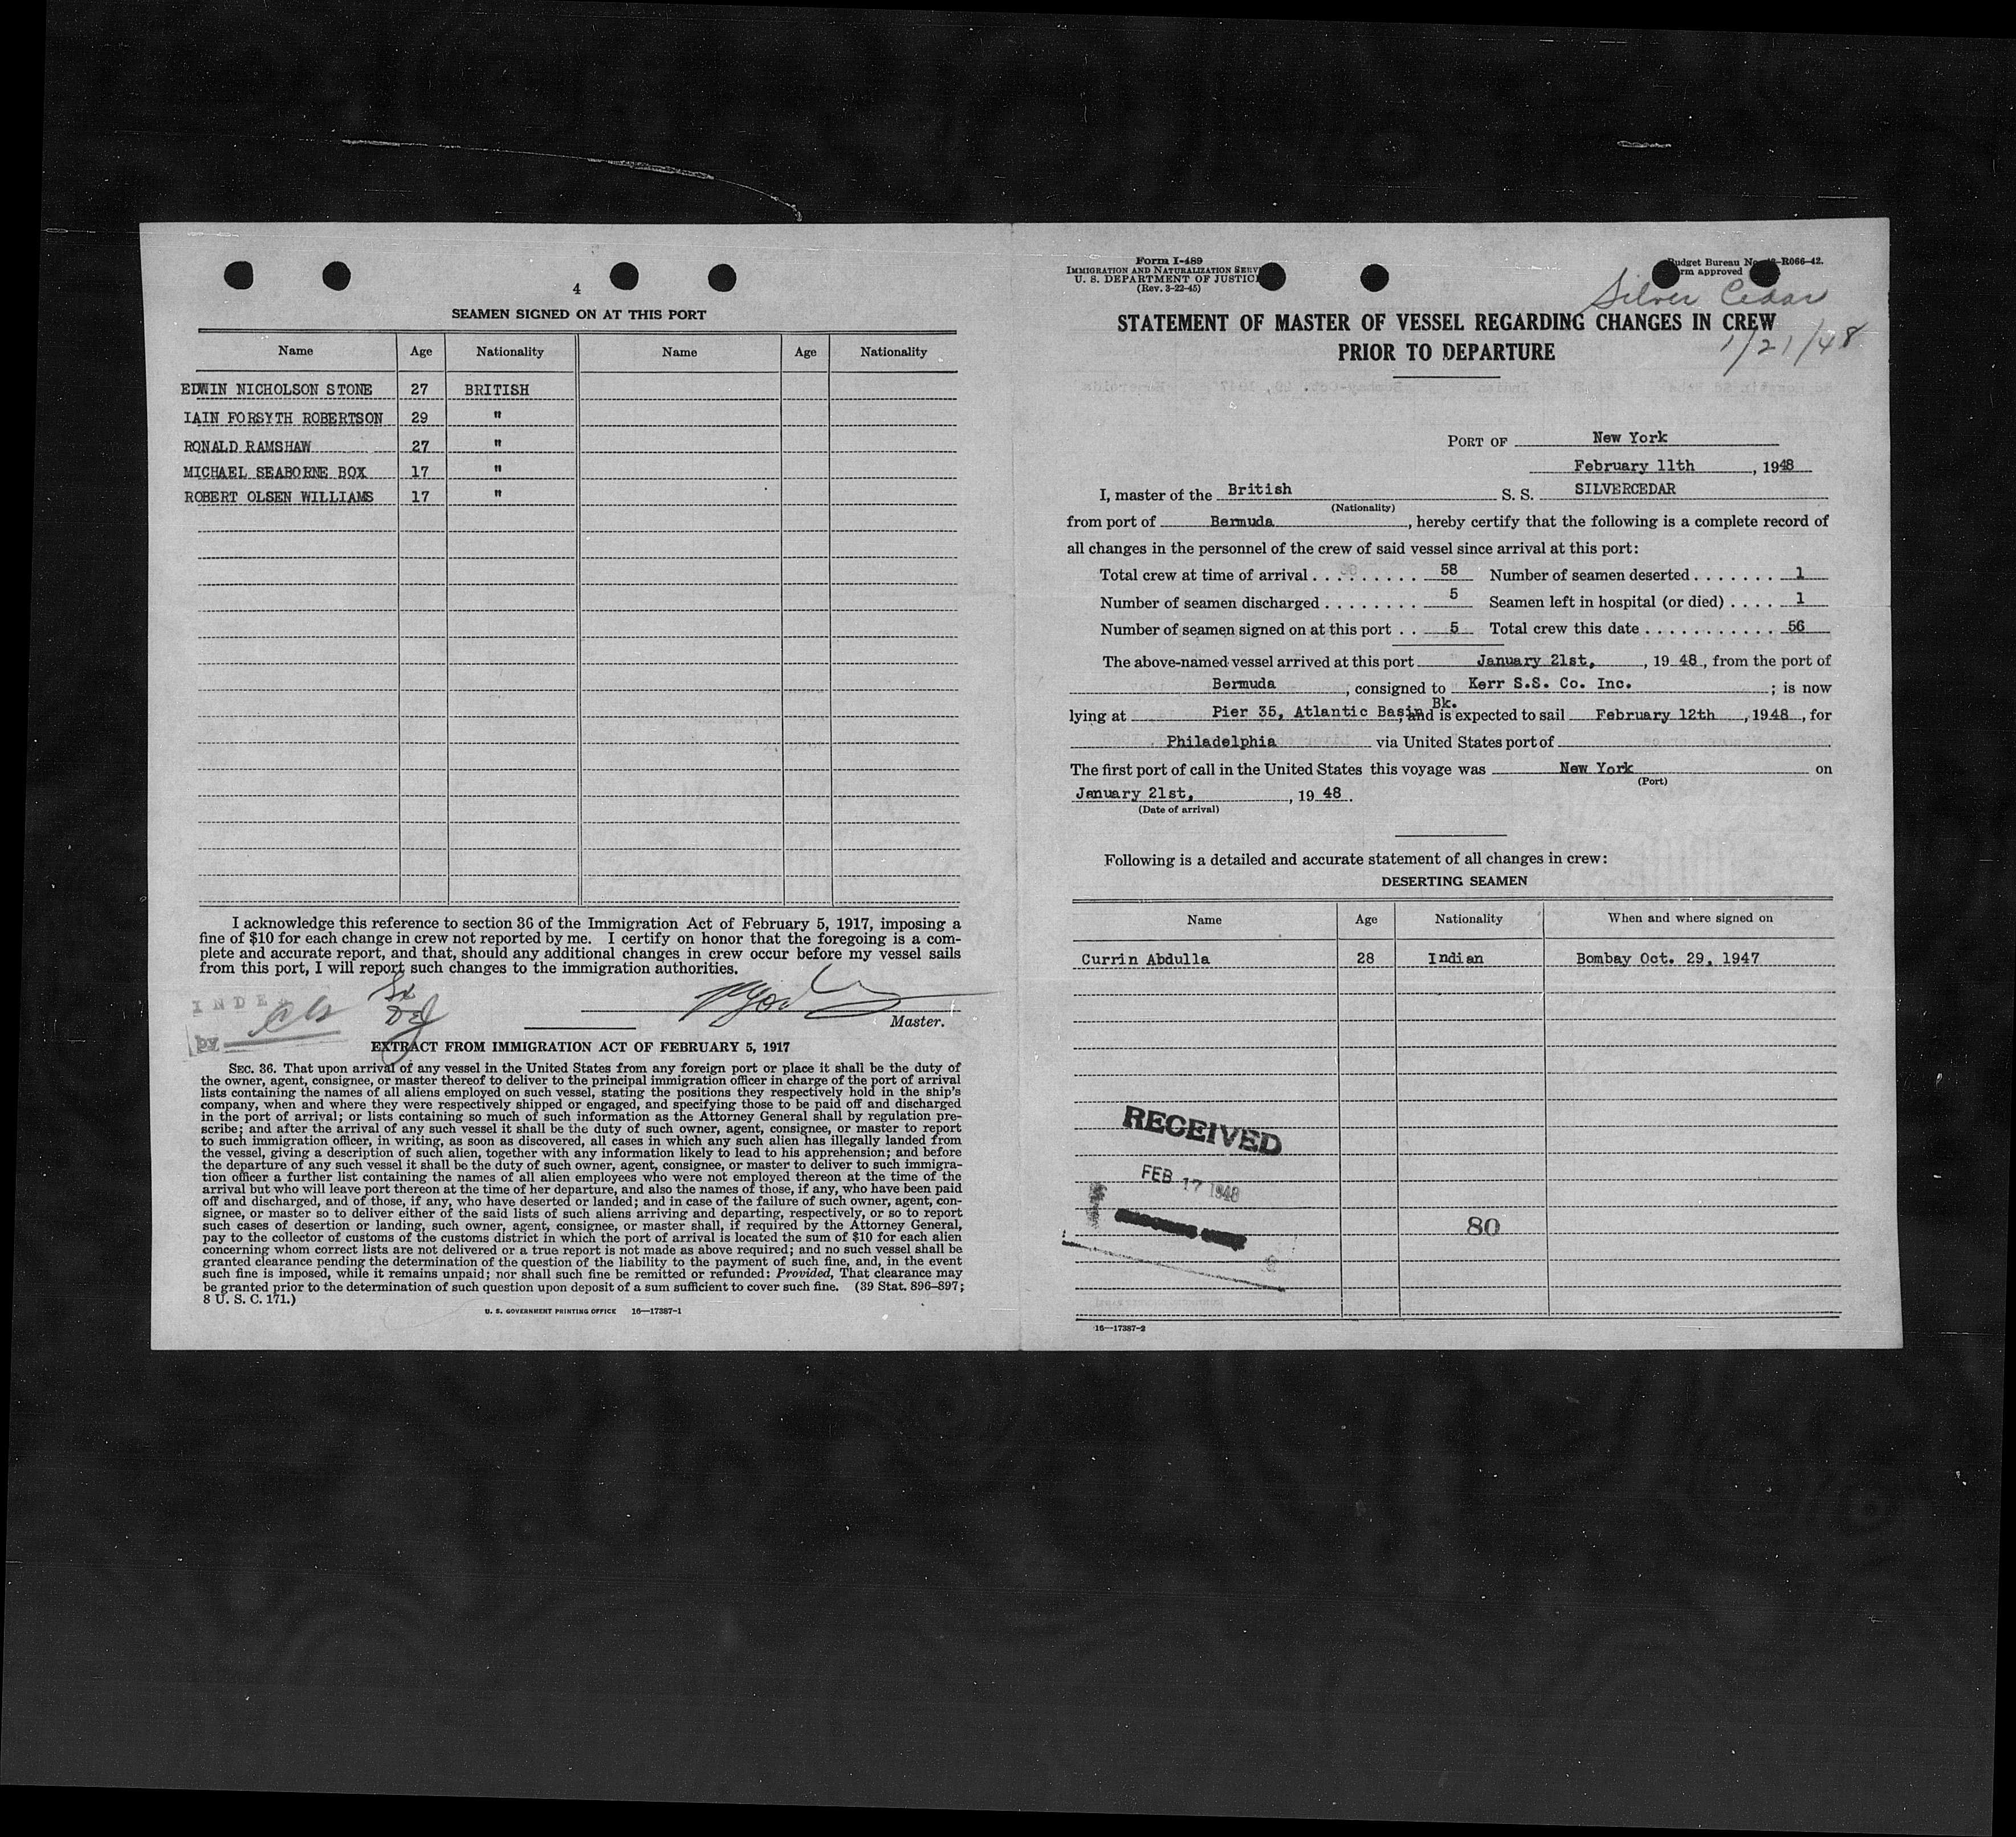 4
SEAMEN SIGNED ON AT THIS PORT
Name Age Nationality Name Age Nationality
EDWIN NICHOLSON STONE 27 BRITISH
IAIN FORSYTH ROBERTSON 29 "
RONALD RAMSHAW 27 "
MICHAEL SEABORNE BOX 17 "
ROBERT OLSEN WILLIAMS 17 "
I acknowledge this reference to section 36 of the Immigration Act of February 5, 1917, imposing a
fine of $10 for each change in crew not reported by me. I certify on honor that the foregoing is a com-
plete and accurate report, and that, should any additional changes in crew occur before my vessel sails
from this port, I will report such changes to the immigration authorities.
by
Master.
EXTRACT FROM IMMIGRATION ACT OF FEBRUARY 5, 1917
SEC. 36. That upon arrival of any vessel in the United States from any foreign port or place it shall be the duty of
the owner, agent, consignee, or master thereof to deliver to the principal immigration officer in charge of the port of arrival
lists containing the names of all aliens employed on such vessel, stating the positions they respectively hold in the ship's
company, when and where they were respectively shipped or engaged, and specifying those to be paid off and discharged
in the port of arrival; or lists containing so much of such information as the Attorney General shall by regulation pre-
scribe; and after the arrival of any such vessel it shall be the duty of such owner, agent, consignee, or master to report
to such immigration officer, in writing, as soon as discovered, all cases in which any such alien has illegally landed from
the vessel, giving a description of such alien, together with any information likely to lead to his apprehension; and before
the departure of any such vessel it shall be the duty of such owner, agent, consignee, or master to deliver to such immigra-
tion officer a further list containing the names of all alien employees who were not employed thereon at the time of the
arrival but who will leave port thereon at the time of her departure, and also the names of those, if any, who have been paid
off and discharged, and of those, if any, who have deserted or landed; and in case of the failure of such owner, agent, con-
signee, or master so to deliver either of the said lists of such aliens arriving and departing, respectively, or so to report
such cases of desertion or landing, such owner, agent, consignee, or master shall, if required by the Attorney General,
pay to the collector of customs of the customs district in which the port of arrival is located the sum of $10 for each alien
concerning whom correct lists are not delivered or a true report is not made as above required; and no such vessel shall be
granted clearance pending the determination of the question of the liability to the payment of such fine, and, in the event
such fine is imposed, while it remains unpaid; nor shall such fine be remitted or refunded: Provided, That clearance may
be granted prior to the determination of such question upon deposit of a sum sufficient to cover such fine. (39 Stat. 896-897;
8 U. S. C. 171.)
U. S. GOVERNMENT PRINTING OFFICE 16—17387-1
Form I-489
IMMIGRATION AND NATURALIZATION
U. S. DEPARTMENT OF JUSTICE
(Rev. 3-22-45)
Budget Bureau R066-42.
approved
Silver Cedar
STATEMENT OF MASTER OF VESSEL REGARDING CHANGES IN CREW
PRIOR TO DEPARTURE
1/21/48
PORT OF New York
February 11th, 1948
I, master of the British S. S. SILVERCEDAR
(Nationality)
from port of Bermuda, hereby certify that the following is a complete record of
all changes in the personnel of the crew of said vessel since arrival at this port:
Total crew at time of arrival . . . . . . . . . 58 Number of seamen deserted . . . . . . . 1
Number of seamen discharged . . . . . . . . 5 Seamen left in hospital (or died) . . . . 1
Number of seamen signed on at this port . . 5 Total crew this date . . . . . . . . . . . . 56
The above-named vessel arrived at this port January 21st, , 19 48, from the port of
Bermuda, consigned to Kerr S.S. Co. Inc. ; is now
lying at Pier 35, Atlantic Basin Bk., and is expected to sail February 12th, 1948, for
Philadelphia via United States port of
The first port of call in the United States this voyage was New York on
(Port)
January 21st, , 19 48.
(Date of arrival)
Following is a detailed and accurate statement of all changes in crew:
DESERTING SEAMEN
Name Age Nationality When and where signed on
Currin Abdulla 28 Indian Bombay Oct. 29, 1947
RECEIVED
FEB 17 1948
80
16—17387-2